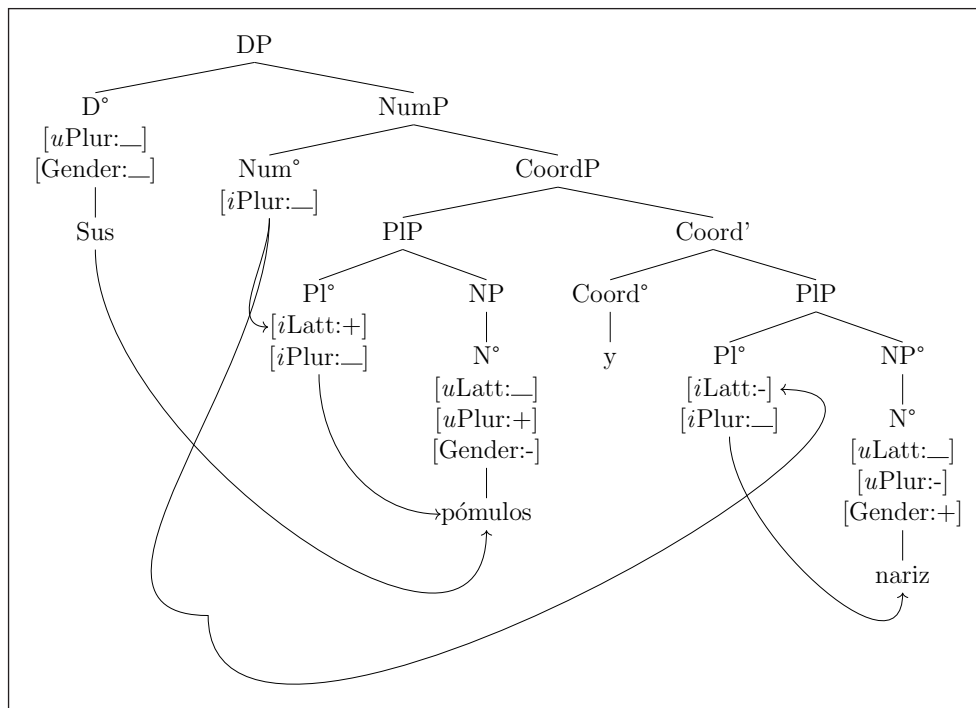 DP
D° NumP
[uPlur:__]
[Gender:__]
Num° CoordP
[iPlur:__]
Sus PlP Coord’
Pl° NP Coord° PlP
[iLatt:+]
[iPlur:__]
N° y Pl° NP°
[uLatt:__] [iLatt:-]
[uPlur:+] [iPlur:__] N°
[Gender:-] [uLatt:__]
[uPlur:-]
pómulos [Gender:+]
nariz